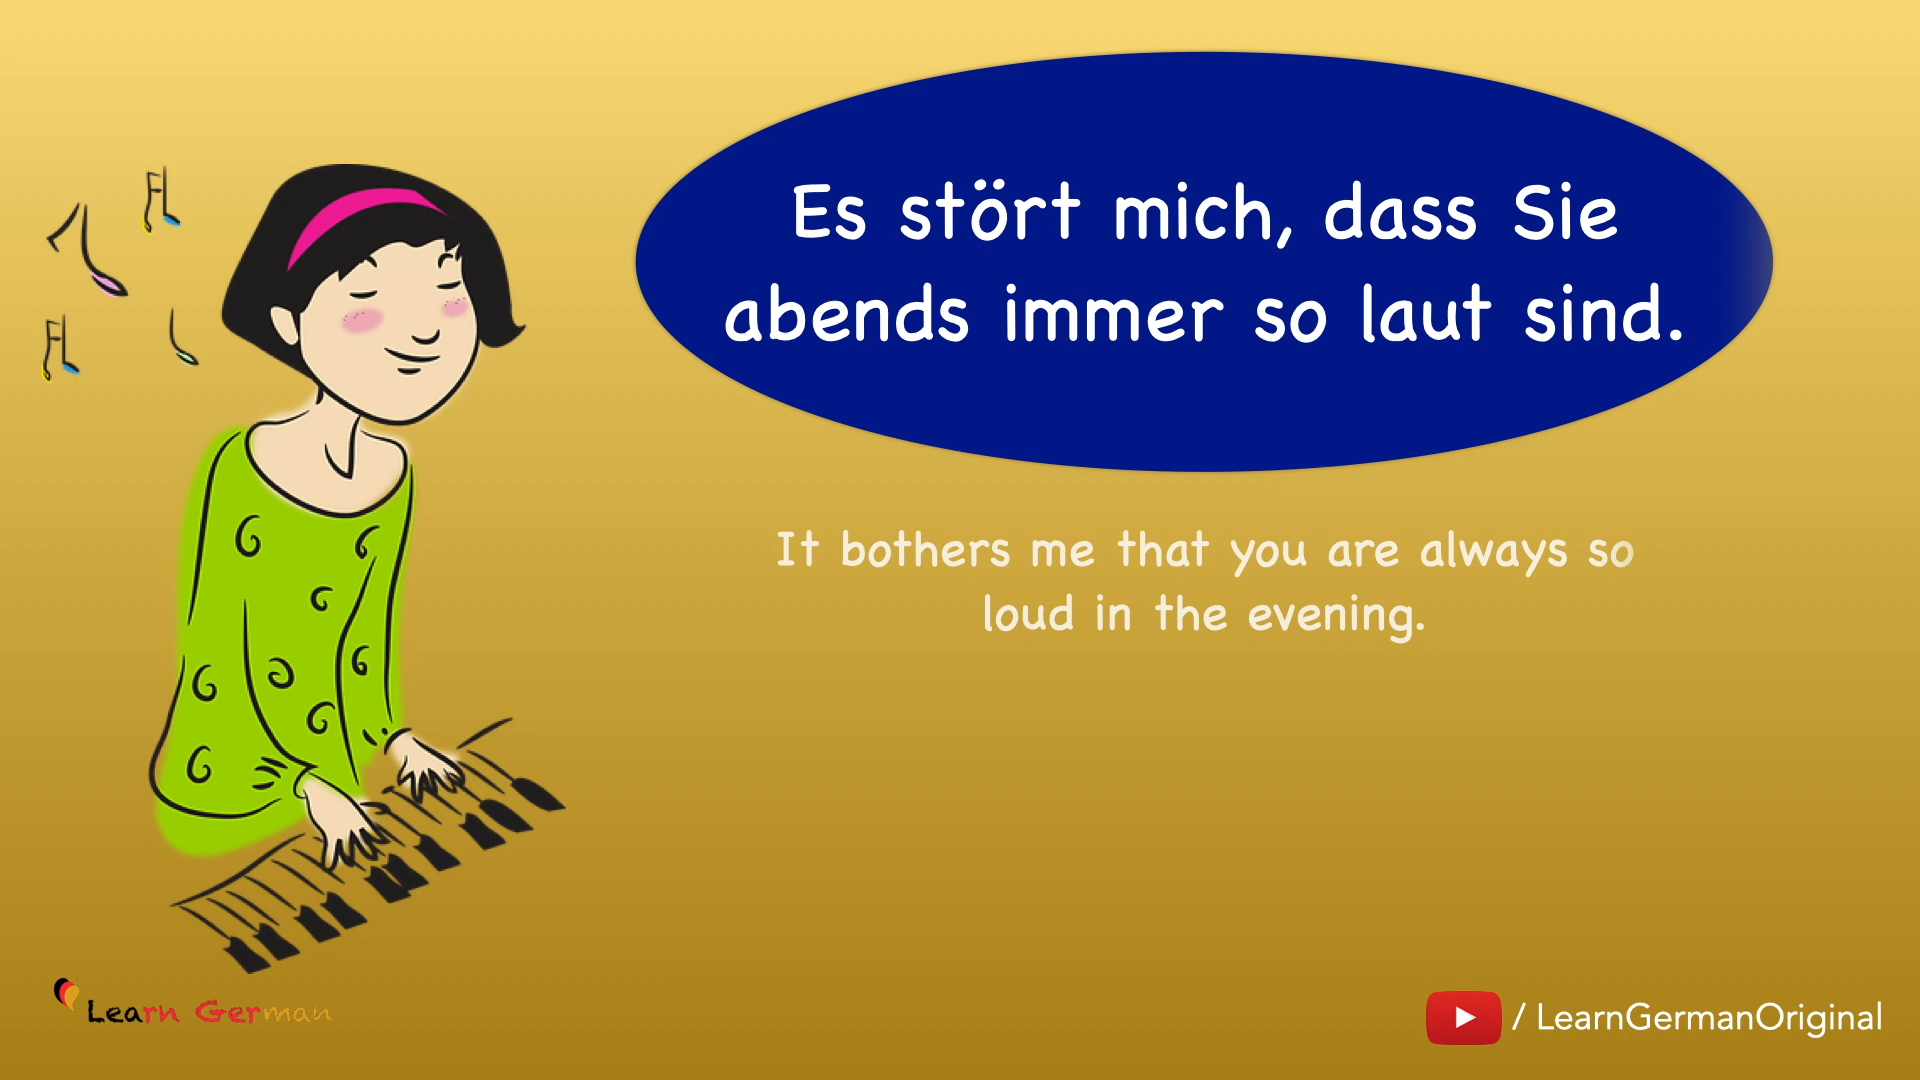 Es stört mich, dass Sie
abends immer so laut sind.
It bothers me that you are always so
loud in the evening.
Learn German
/ LearnGermanOriginal